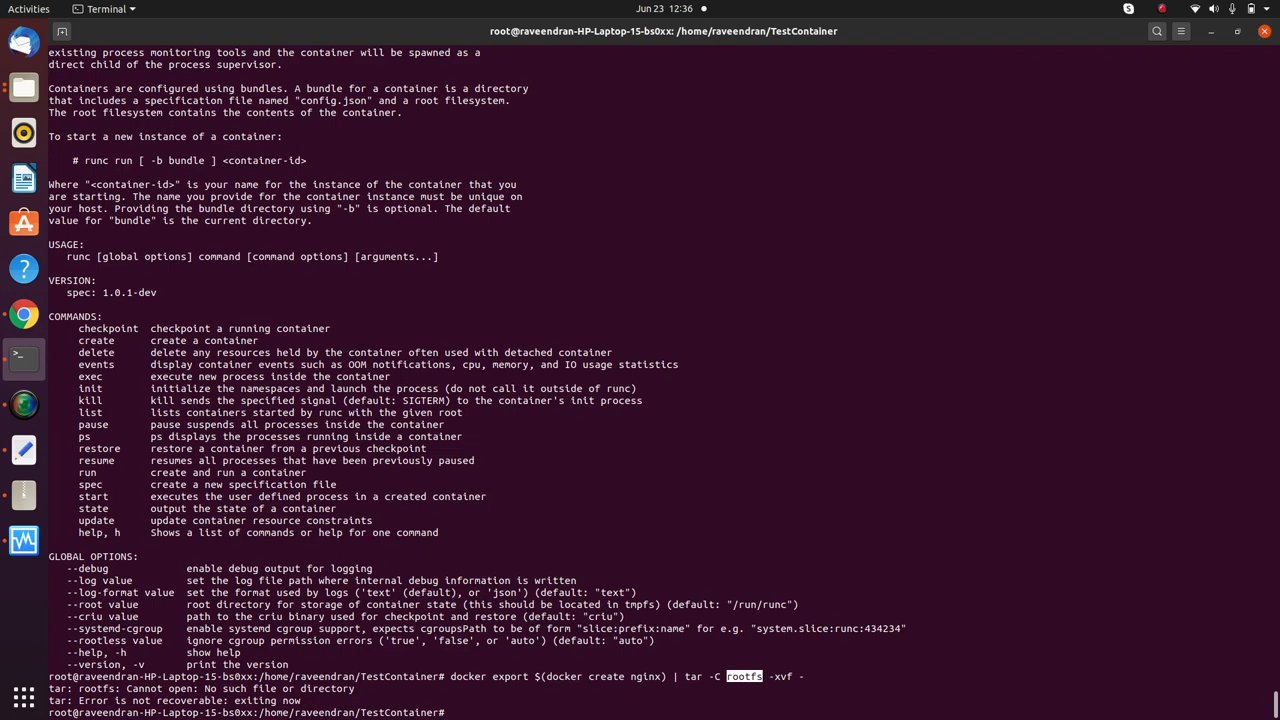 Activities
Terminal
Jun 23 12:36
root@raveendran-HP-Laptop-15-bs0xx: /home/raveendran/TestContainer
existing process monitoring tools and the container will be spawned as a
direct child of the process supervisor.
Containers are configured using bundles. A bundle for a container is a directory
that includes a specification file named "config.json" and a root filesystem.
The root filesystem contains the contents of the container.
To start a new instance of a container:
# runc run [ -b bundle ] <container-id>
Where "<container-id>" is your name for the instance of the container that you
are starting. The name you provide for the container instance must be unique on
your host. Providing the bundle directory using "-b" is optional. The default
value for "bundle" is the current directory.
USAGE:
runc [global options] command [command options] [arguments...]
VERSION:
spec: 1.0.1-dev
COMMANDS:
checkpoint checkpoint a running container
create create a container
delete delete any resources held by the container often used with detached container
events display container events such as OOM notifications, cpu, memory, and IO usage statistics
exec execute new process inside the container
init initialize the namespaces and launch the process (do not call it outside of runc)
kill kill sends the specified signal (default: SIGTERM) to the container's init process
list lists containers started by runc with the given root
pause pause suspends all processes inside the container
ps ps displays the processes running inside a container
restore restore a container from a previous checkpoint
resume resumes all processes that have been previously paused
run create and run a container
spec create a new specification file
start executes the user defined process in a created container
state output the state of a container
update update container resource constraints
help, h Shows a list of commands or help for one command
GLOBAL OPTIONS:
--debug enable debug output for logging
--log value set the log file path where internal debug information is written
--log-format value set the format used by logs ('text' (default), or 'json') (default: "text")
--root value root directory for storage of container state (this should be located in tmpfs) (default: "/run/runc")
--criu value path to the criu binary used for checkpoint and restore (default: "criu")
--systemd-cgroup enable systemd cgroup support, expects cgroupsPath to be of form "slice:prefix:name" for e.g. "system.slice:runc:434234"
--rootless value ignore cgroup permission errors ('true', 'false', or 'auto') (default: "auto")
--help, -h show help
--version, -v print the version
root@raveendran-HP-Laptop-15-bs0xx:/home/raveendran/TestContainer# docker export $(docker create nginx) | tar -C rootfs -xvf -
tar: rootfs: Cannot open: No such file or directory
tar: Error is not recoverable: exiting now
root@raveendran-HP-Laptop-15-bs0xx:/home/raveendran/TestContainer#